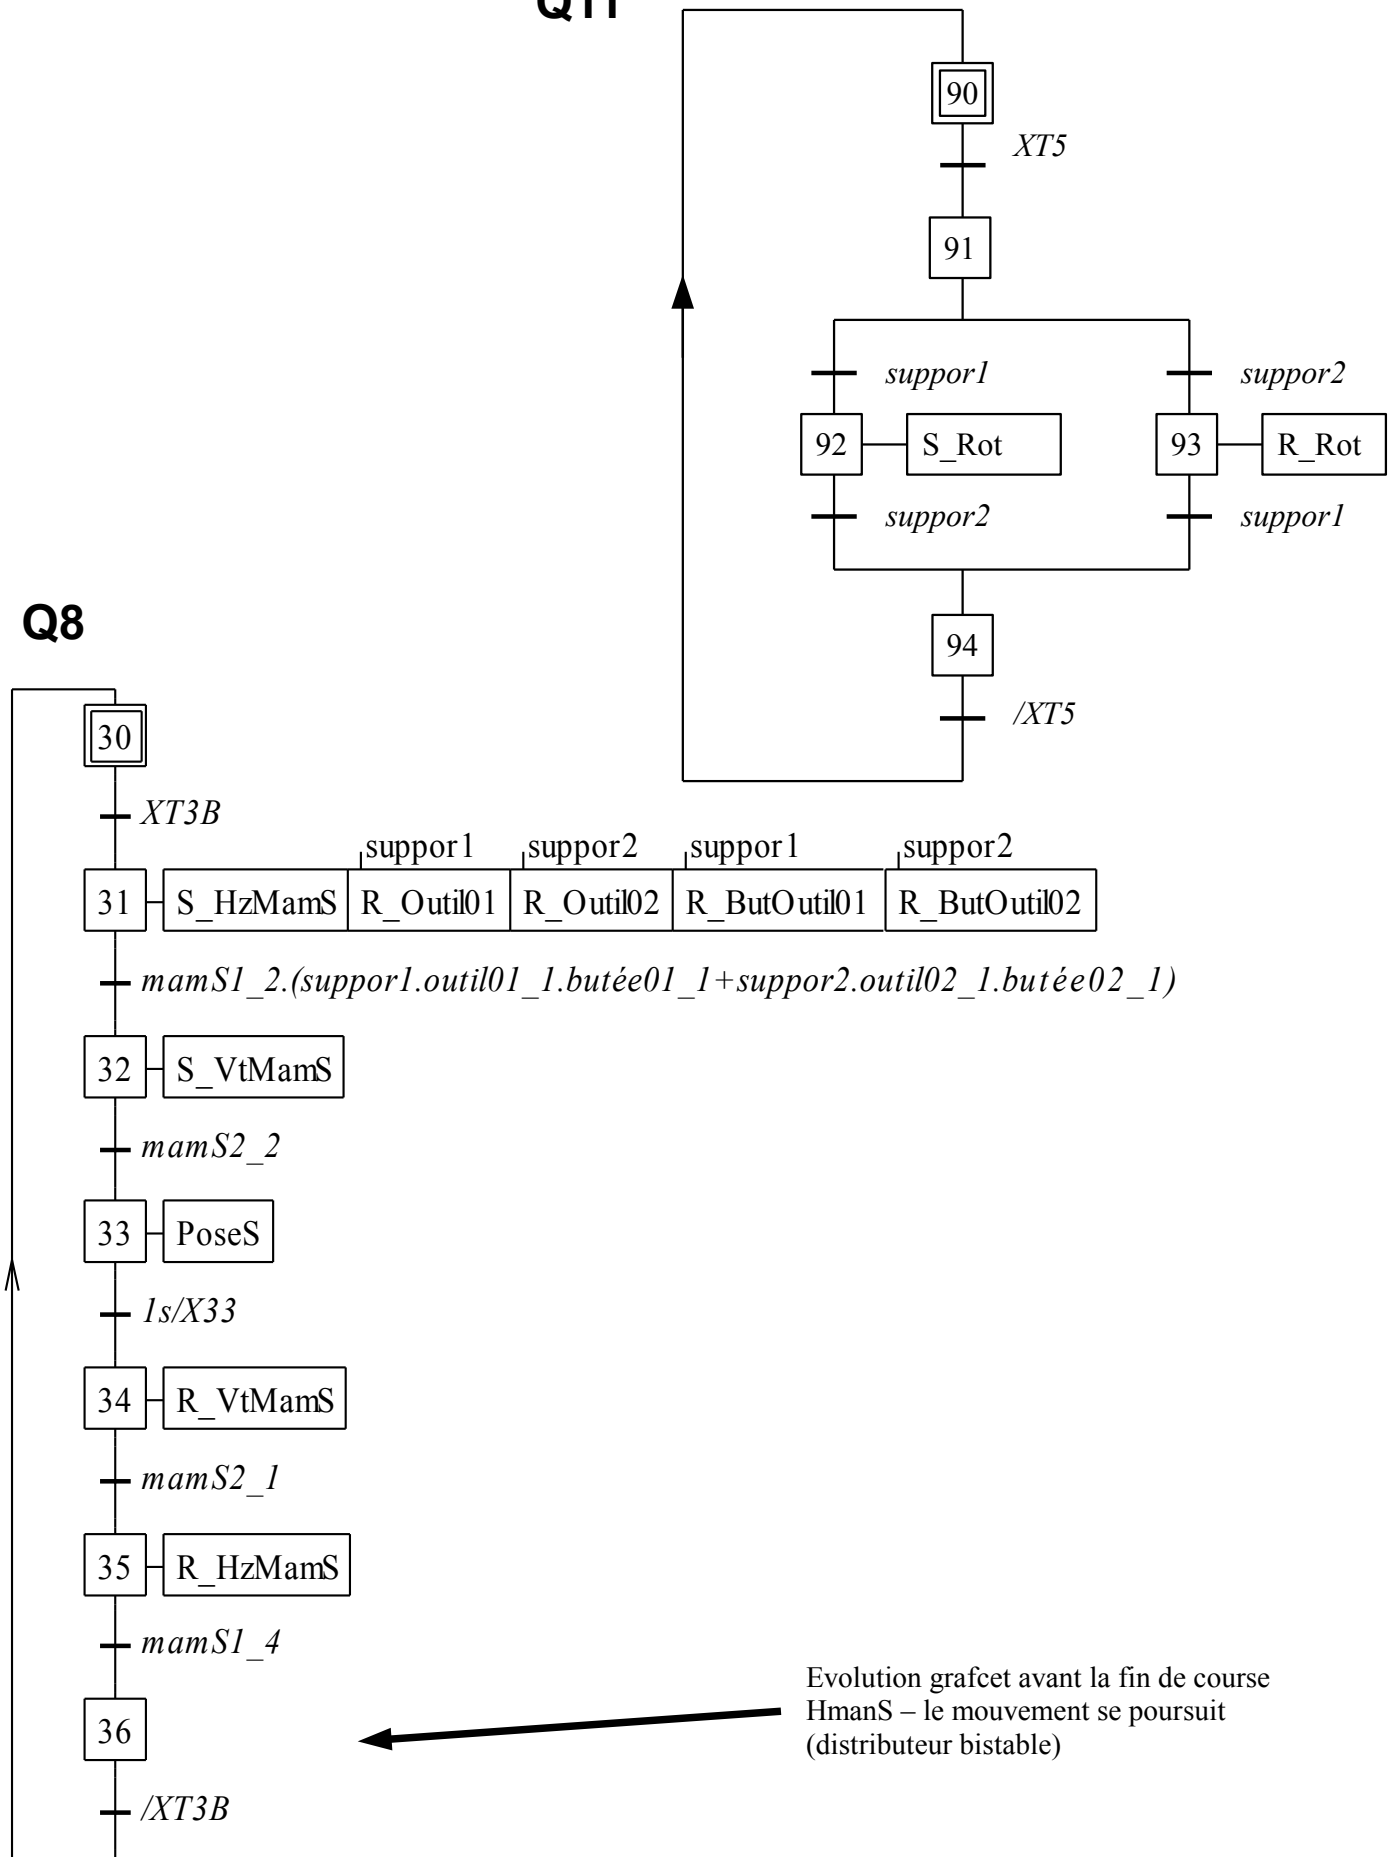 90
XT5
91
suppor1
suppor2
92
S_Rot
93
R_Rot
suppor2
suppor1
94
/XT5
Q8
30
XT3B
suppor1 suppor2 suppor1 suppor2
31 S_HzMamS R_Outil01 R_Outil02 R_ButOutil01 R_ButOutil02
mamS1_2.(suppor1.outil01_1.butée01_1+suppor2.outil02_1.butée02_1)
32 S_VtMamS
mamS2_2
33 PoseS
1s/X33
34 R_VtMamS
mamS2_1
35 R_HzMamS
mamS1_4
36
Evolution grafcet avant la fin de course
HmanS – le mouvement se poursuit
(distributeur bistable)
/XT3B